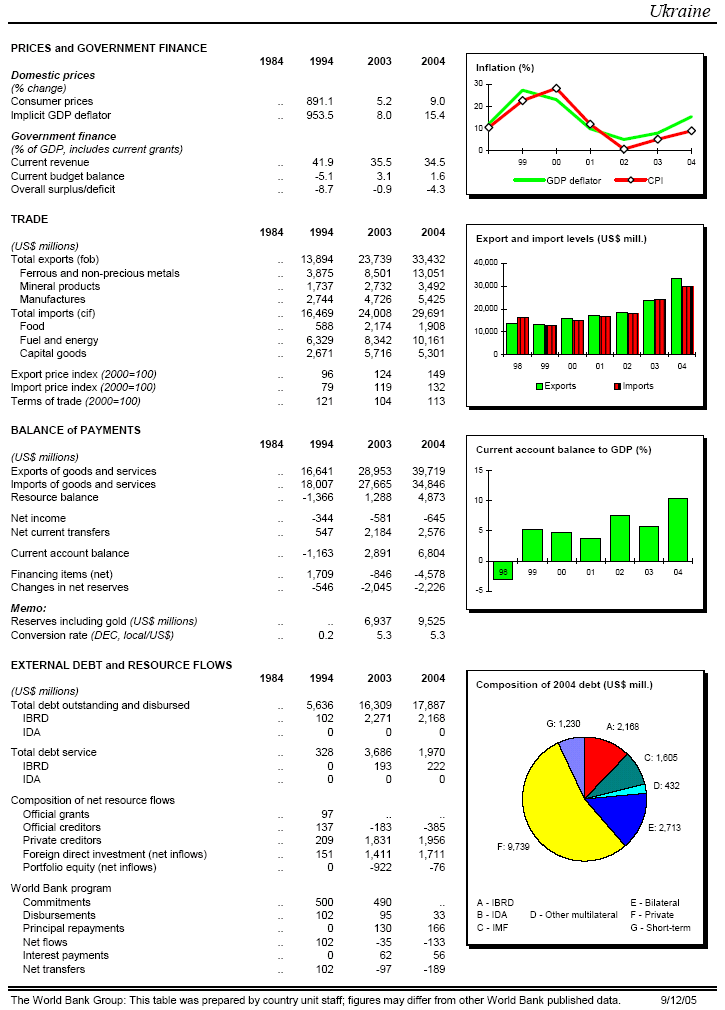 Ukraine
PRICES and GOVERNMENT FINANCE
1984 1994 2003 2004
Domestic prices
(% change)
Consumer prices .. 891.1 5.2 9.0
Implicit GDP deflator .. 953.5 8.0 15.4
Government finance
(% of GDP, includes current grants)
Current revenue .. 41.9 35.5 34.5
Current budget balance .. -5.1 3.1 1.6
Overall surplus/deficit .. -8.7 -0.9 -4.3
Inflation (%)
30
20
10
0
99 00 01 02 03 04
GDP deflator CPI
TRADE
1984 1994 2003 2004
(US$ millions)
Total exports (fob) .. 13,894 23,739 33,432
Ferrous and non-precious metals .. 3,875 8,501 13,051
Mineral products .. 1,737 2,732 3,492
Manufactures .. 2,744 4,726 5,425
Total imports (cif) .. 16,469 24,008 29,691
Food .. 588 2,174 1,908
Fuel and energy .. 6,329 8,342 10,161
Capital goods .. 2,671 5,716 5,301
Export price index (2000=100) .. 96 124 149
Import price index (2000=100) .. 79 119 132
Terms of trade (2000=100) .. 121 104 113
Export and import levels (US$ mill.)
40,000
30,000
20,000
10,000
0
98 99 00 01 02 03 04
Exports Imports
BALANCE of PAYMENTS
1984 1994 2003 2004
(US$ millions)
Exports of goods and services .. 16,641 28,953 39,719
Imports of goods and services .. 18,007 27,665 34,846
Resource balance .. -1,366 1,288 4,873
Net income .. -344 -581 -645
Net current transfers .. 547 2,184 2,576
Current account balance .. -1,163 2,891 6,804
Financing items (net) .. 1,709 -846 -4,578
Changes in net reserves .. -546 -2,045 -2,226
Memo:
Reserves including gold (US$ millions) .. .. 6,937 9,525
Conversion rate (DEC, local/US$) .. 0.2 5.3 5.3
Current account balance to GDP (%)
15
10
5
0
-5
98 99 00 01 02 03 04
EXTERNAL DEBT and RESOURCE FLOWS
1984 1994 2003 2004
(US$ millions)
Total debt outstanding and disbursed .. 5,636 16,309 17,887
IBRD .. 102 2,271 2,168
IDA .. 0 0 0
Total debt service .. 328 3,686 1,970
IBRD .. 0 193 222
IDA .. 0 0 0
Composition of net resource flows
Official grants .. 97 .. ..
Official creditors .. 137 -183 -385
Private creditors .. 209 1,831 1,956
Foreign direct investment (net inflows) .. 151 1,411 1,711
Portfolio equity (net inflows) .. 0 -922 -76
World Bank program
Commitments .. 500 490 ..
Disbursements .. 102 95 33
Principal repayments .. 0 130 166
Net flows .. 102 -35 -133
Interest payments .. 0 62 56
Net transfers .. 102 -97 -189
Composition of 2004 debt (US$ mill.)
G: 1,230
A: 2,168
C: 1,605
D: 432
E: 2,713
F: 9,739
A - IBRD E - Bilateral
B - IDA D - Other multilateral F - Private
C - IMF G - Short-term
The World Bank Group: This table was prepared by country unit staff; figures may differ from other World Bank published data. 9/12/05